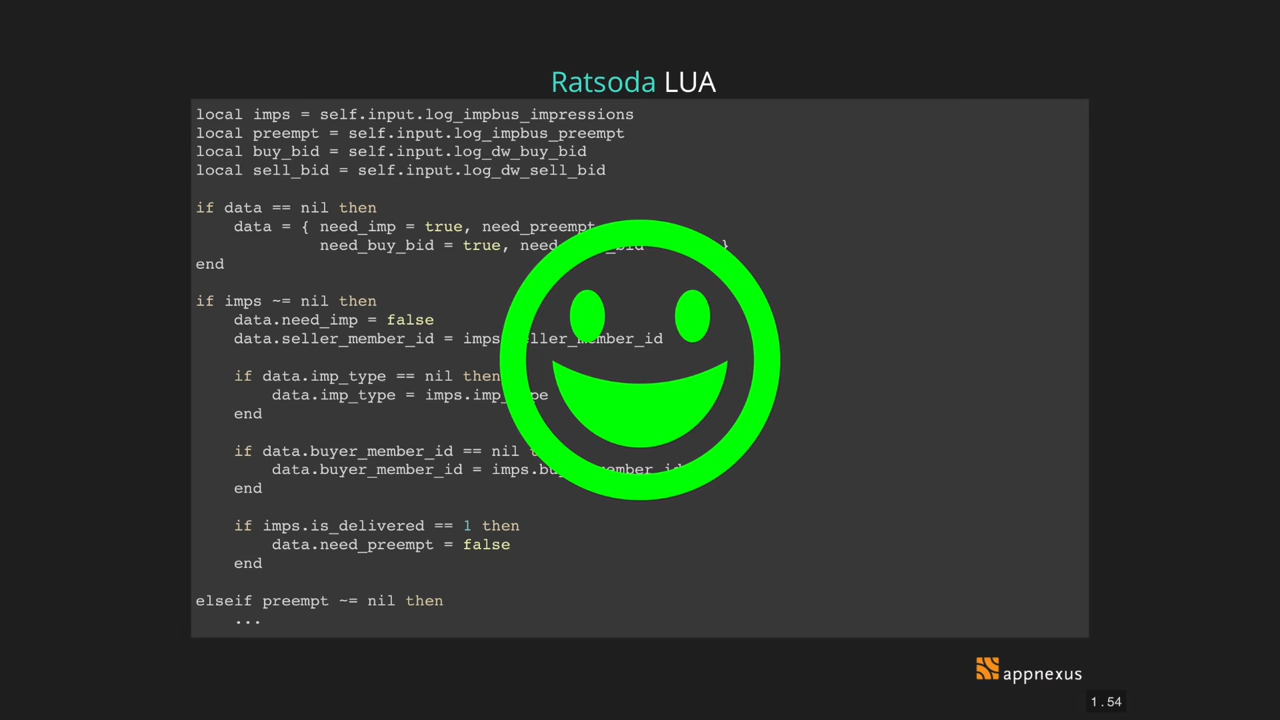 Ratsoda LUA
local imps = self.input.log_impbus_impressions
local preempt = self.input.log_impbus_preempt
local buy_bid = self.input.log_dw_buy_bid
local sell_bid = self.input.log_dw_sell_bid
if data == nil then
data = { need_imp = true, need_preempt
need_buy_bid = true, }
end
if imps ~= nil then
data.need_imp = false
data.seller_member_id = imps.seller_member_id
if data.imp_type == nil then
data.imp_type = imps.imp_type
end
if data.buyer_member_id == nil
data.buyer_member_id = imps.buyer_member_id
end
if imps.is_delivered == 1 then
data.need_preempt = false
end
elseif preempt ~= nil then
...
appnexus
1.54